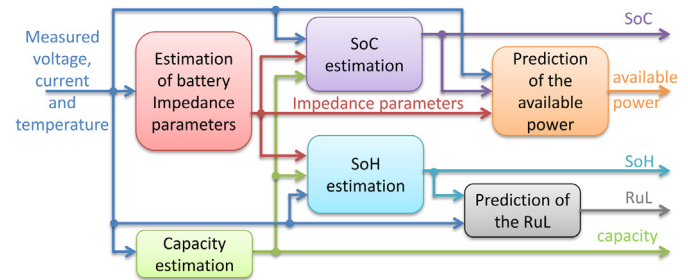 Measured
voltage,
current
and
temperature
Estimation
of battery
Impedance
parameters
SoC
estimation
SoC
Prediction
of the
available
power
available
power
Impedance parameters
SoH
estimation
SoH
Prediction of
the RuL
RuL
Capacity
estimation
capacity